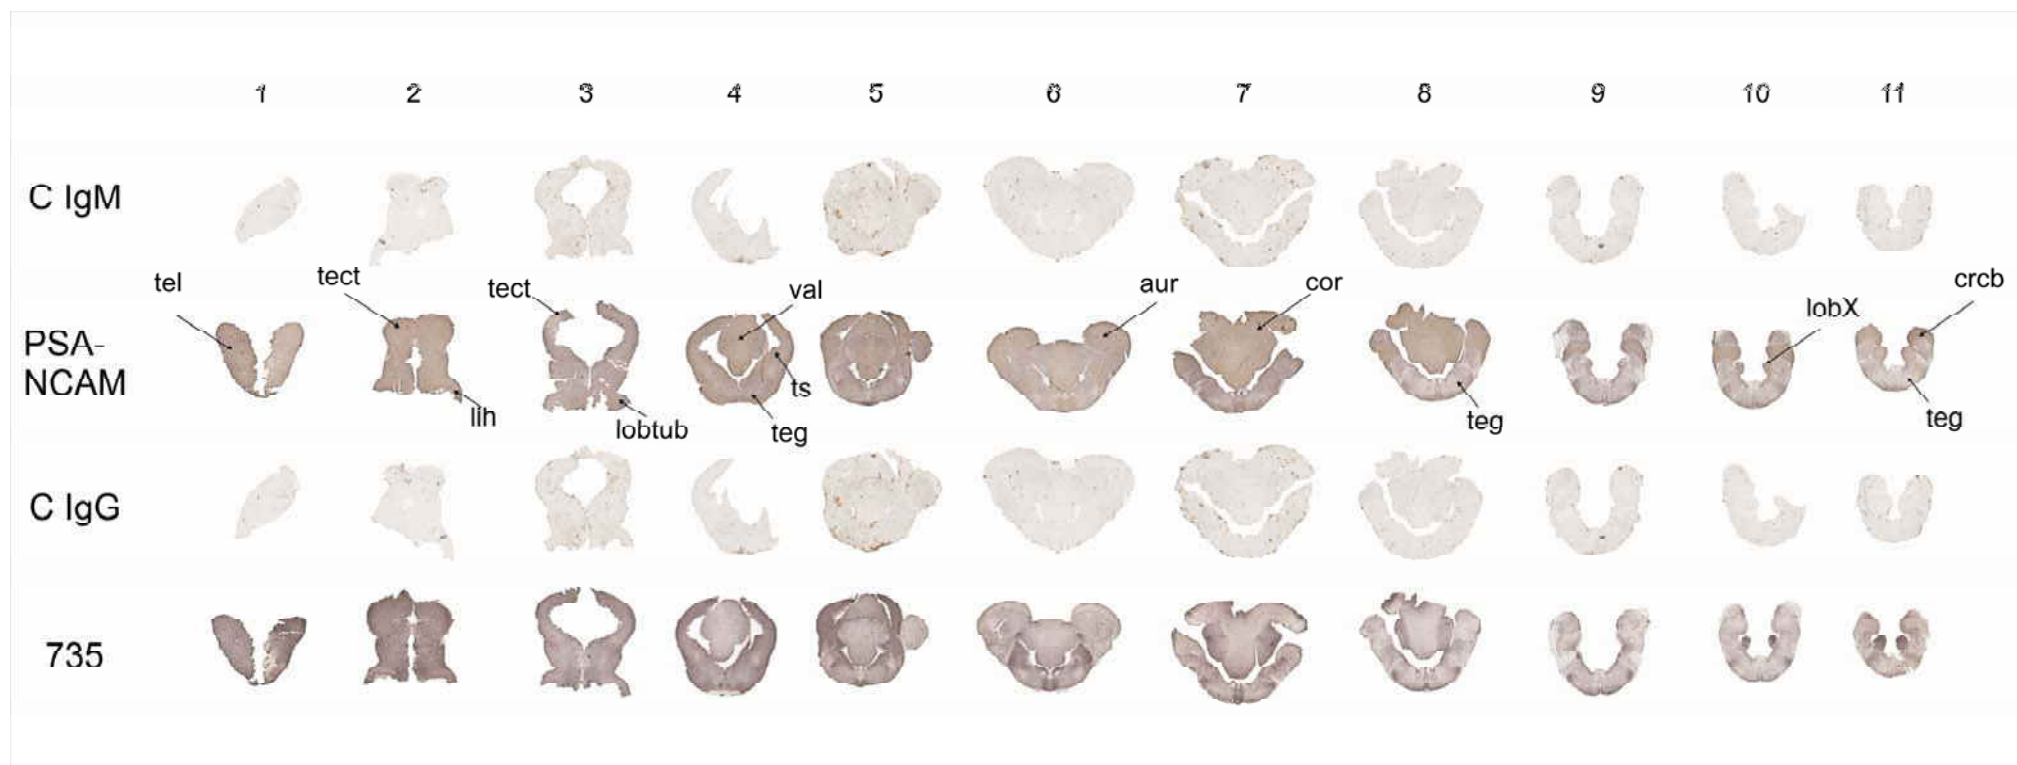 1 2 3 4 5 6 7 8 9 10 11
C IgM
tel tect tect val aur cor lobX crcb
PSA-
NCAM
llh lobtub teg ts teg teg
C IgG
735